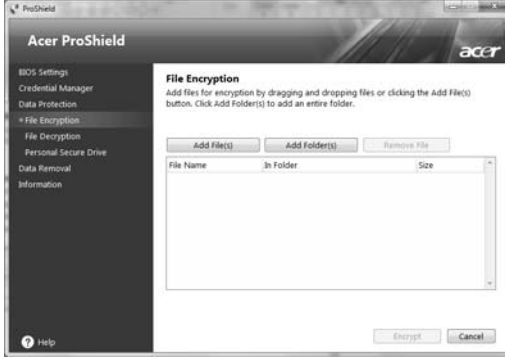 ProShield
Acer ProShield
acer
BIOS Settings
Credential Manager
Data Protection
File Encryption
File Decryption
Personal Secure Drive
Data Removal
Information
Help
File Encryption
Add files for encryption by dragging and dropping files or clicking the Add File(s)
button. Click Add Folder(s) to add an entire folder.
Add File(s) Add Folder(s) Remove File
File Name In Folder Size
Encrypt Cancel